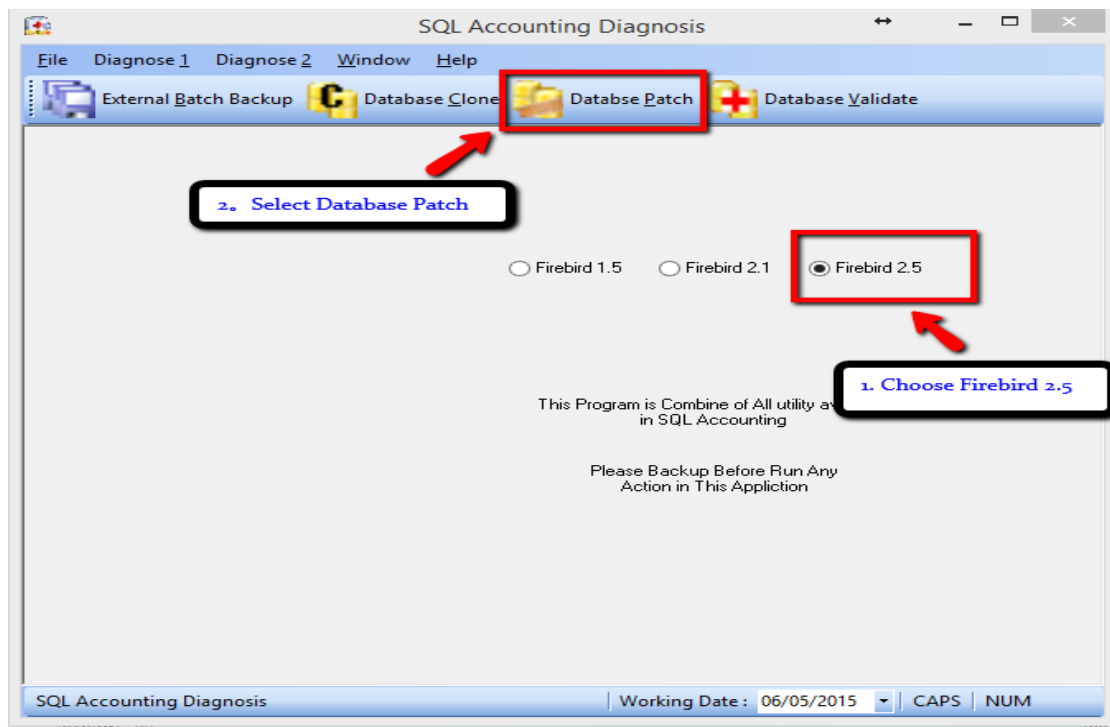 SQL Accounting Diagnosis
File Diagnose 1 Diagnose 2 Window Help
External Batch Backup Database Clone Databse Patch Database Validate
2。 Select Database Patch
Firebird 1.5 Firebird 2.1 Firebird 2.5
1. Choose Firebird 2.5
This Program is Combine of All utility
in SQL Accounting
Please Backup Before Run Any
Action in This Appliction
SQL Accounting Diagnosis Working Date : 06/05/2015 CAPS NUM